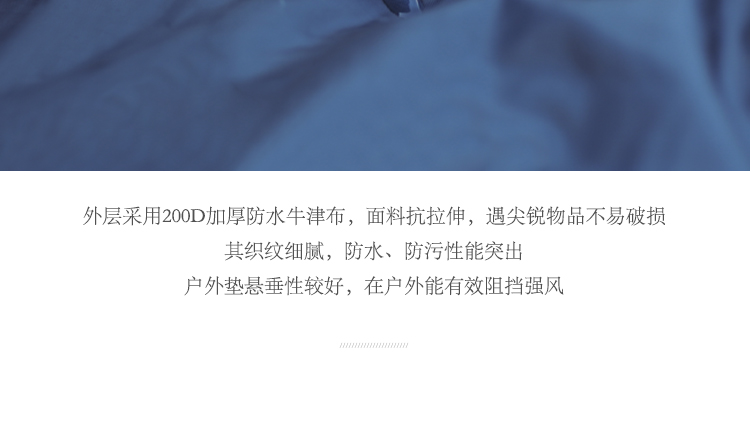 外层采用200D加厚防水牛津布，面料抗拉伸，遇尖锐物品不易破损
其织纹细腻，防水、防污性能突出
户外垫悬垂性较好，在户外能有效阻挡强风